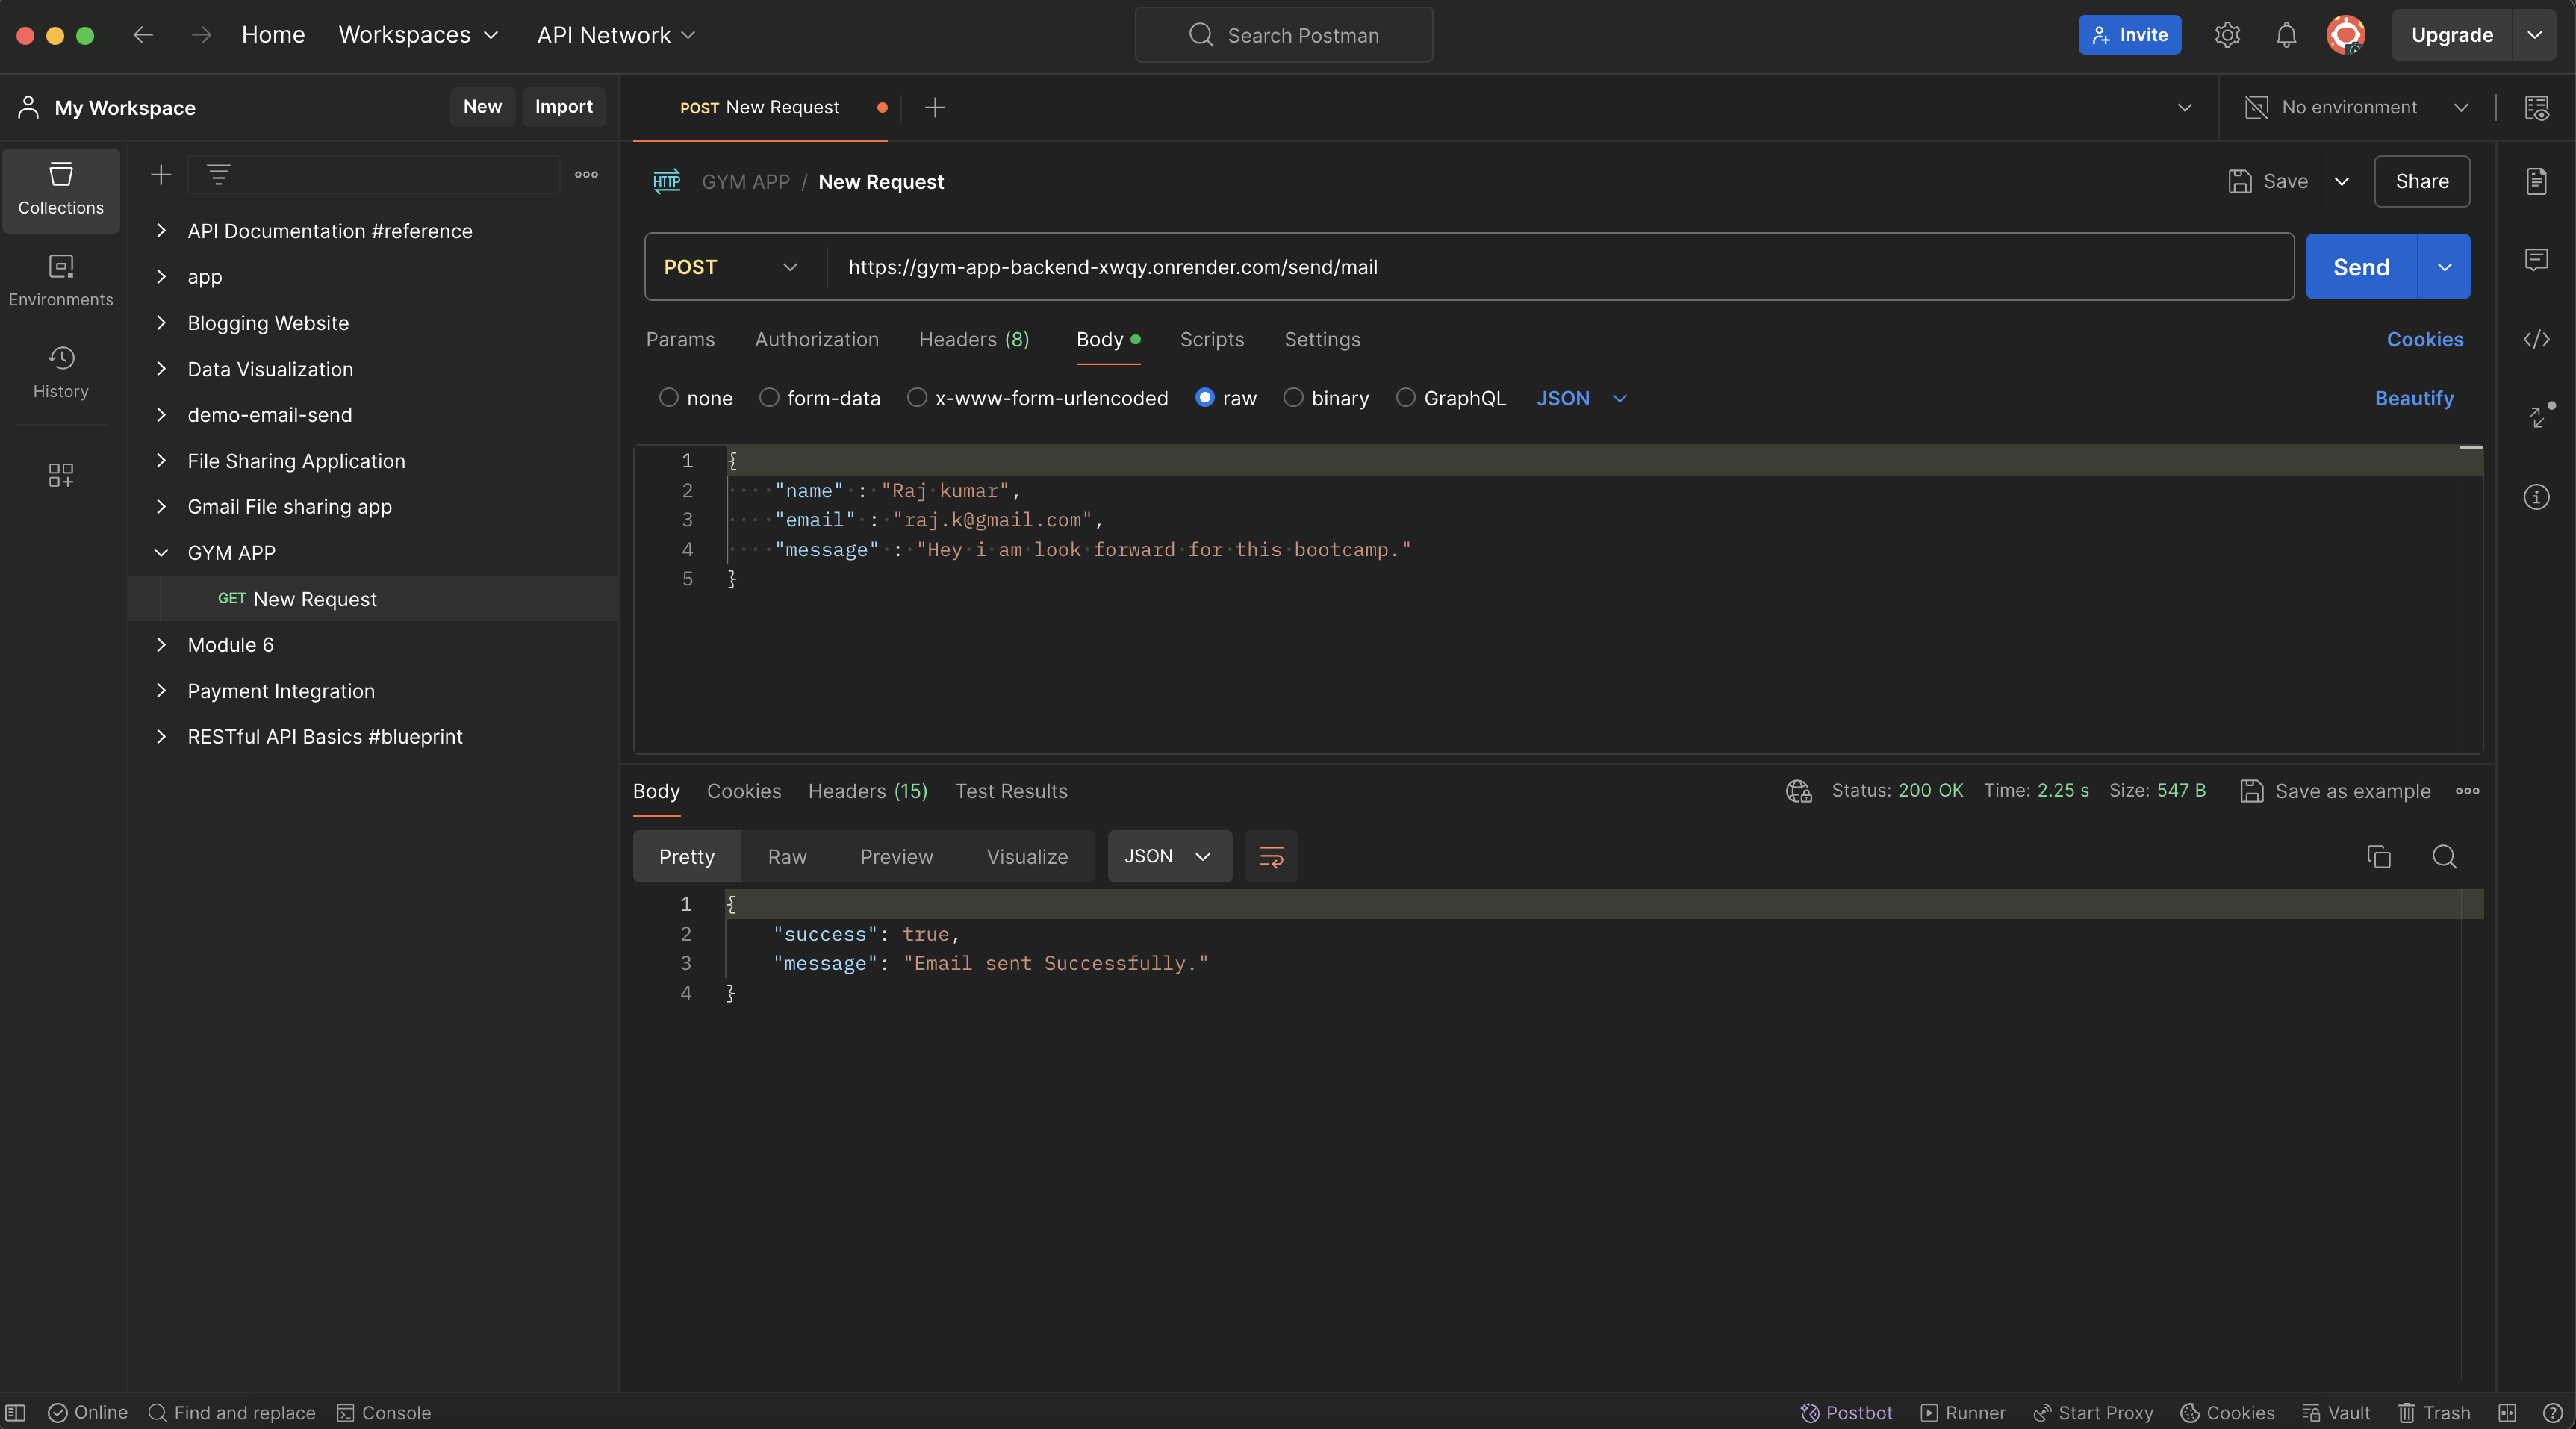 Home Workspaces API Network Search Postman Invite Upgrade
My Workspace New Import POST New Request No environment
Collections
Environments
History
API Documentation #reference
app
Blogging Website
Data Visualization
demo-email-send
File Sharing Application
Gmail File sharing app
GYM APP
GET New Request
Module 6
Payment Integration
RESTful API Basics #blueprint
HTTP GYM APP / New Request Save Share
POST https://gym-app-backend-xwqy.onrender.com/send/mail Send
Params Authorization Headers (8) Body Scripts Settings Cookies
none form-data x-www-form-urlencoded raw binary GraphQL JSON Beautify
1 {
2 ····"name"·:·"Raj·kumar",
3 ····"email"·:·"raj.k@gmail.com",
4 ····"message"·:·"Hey·i·am·look·forward·for·this·bootcamp."
5 }
Body Cookies Headers (15) Test Results Status: 200 OK Time: 2.25 s Size: 547 B Save as example
Pretty Raw Preview Visualize JSON
1 {
2 "success": true,
3 "message": "Email sent Successfully."
4 }
Online Find and replace Console Postbot Runner Start Proxy Cookies Vault Trash